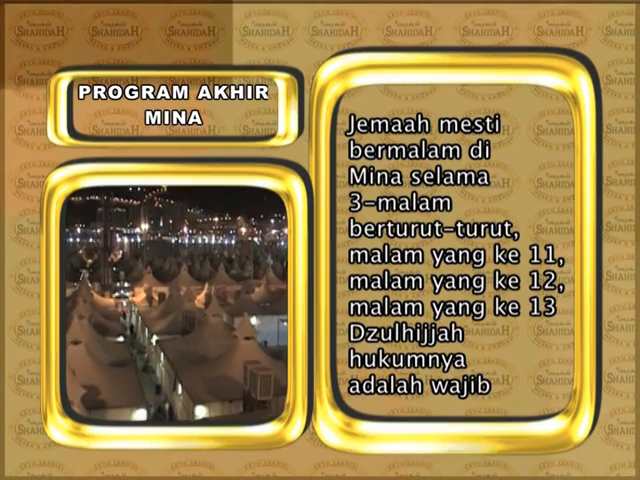 PROGRAM AKHIR
MINA
Jemaah mesti
bermalam di
Mina selama
3-malam
berturut-turut,
malam yang ke 11,
malam yang ke 12,
malam yang ke 13
Dzulhijjah
hukumnya
adalah wajib
SHAHIDAH